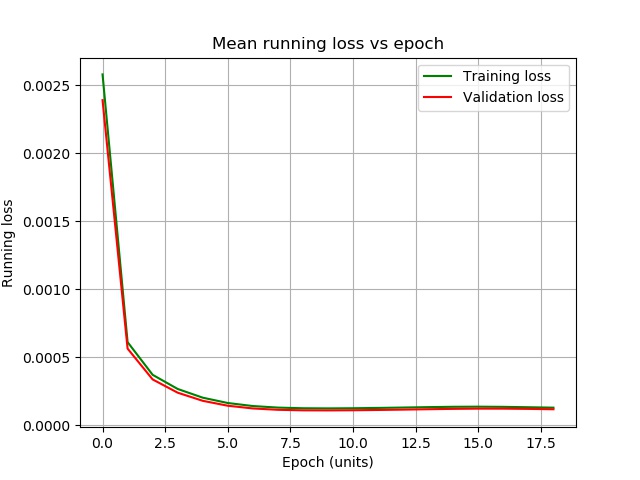 Mean running loss vs epoch
Training loss
Validation loss
0.0025
0.0020
0.0015
0.0010
0.0005
0.0000
Running loss
0.0 2.5 5.0 7.5 10.0 12.5 15.0 17.5
Epoch (units)